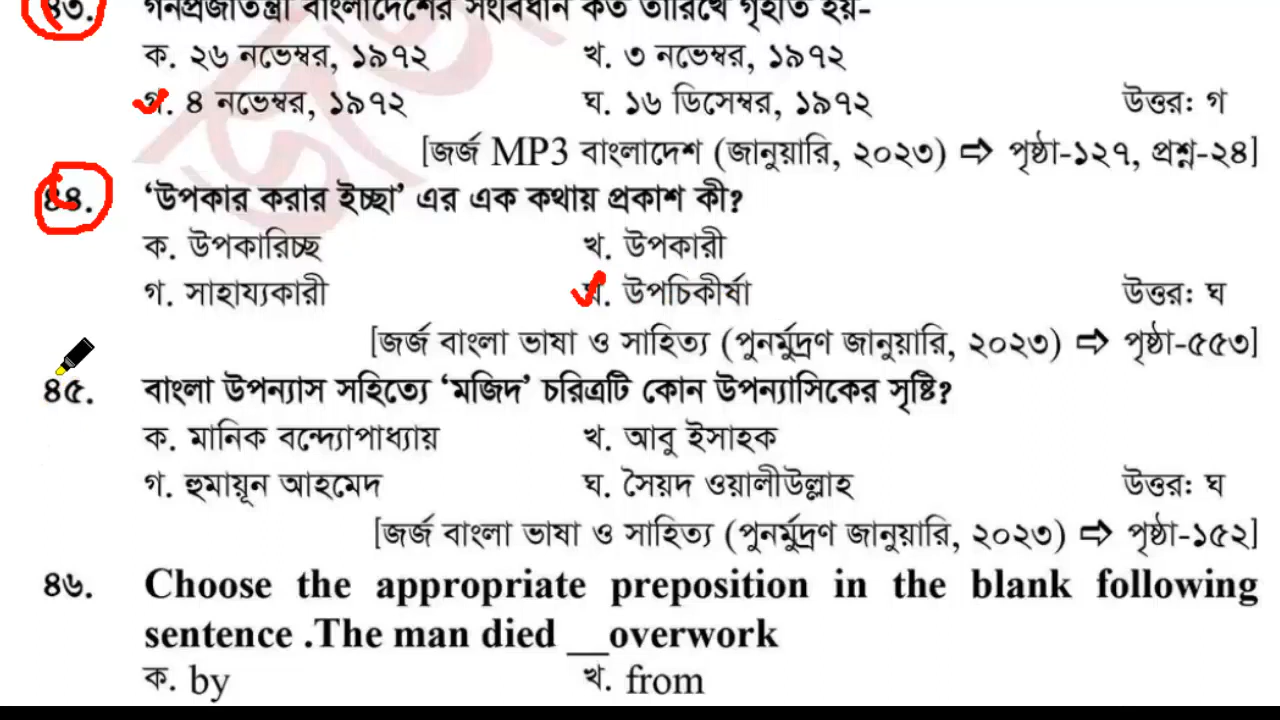 ৪৩. গনপ্রজাতন্ত্রী বাংলাদেশের সংবিধান কত তারিখে গৃহীত হয়-
ক. ২৬ নভেম্বর, ১৯৭২ খ. ৩ নভেম্বর, ১৯৭২
গ. ৪ নভেম্বর, ১৯৭২ ঘ. ১৬ ডিসেম্বর, ১৯৭২ উত্তর: গ
[জর্জ MP3 বাংলাদেশ (জানুয়ারি, ২০২৩) ⇨ পৃষ্ঠা-১২৭, প্রশ্ন-২৪]
৪৪. ‘উপকার করার ইচ্ছা’ এর এক কথায় প্রকাশ কী?
ক. উপকারিচ্ছ খ. উপকারী
গ. সাহায্যকারী ঘ. উপচিকীর্ষা উত্তর: ঘ
[জর্জ বাংলা ভাষা ও সাহিত্য (পুনর্মুদ্রণ জানুয়ারি, ২০২৩) ⇨ পৃষ্ঠা-৫৫৩]
৪৫. বাংলা উপন্যাস সহিত্যে ‘মজিদ’ চরিত্রটি কোন উপন্যাসিকের সৃষ্টি?
ক. মানিক বন্দ্যোপাধ্যায় খ. আবু ইসাহক
গ. হুমায়ূন আহমেদ ঘ. সৈয়দ ওয়ালীউল্লাহ উত্তর: ঘ
[জর্জ বাংলা ভাষা ও সাহিত্য (পুনর্মুদ্রণ জানুয়ারি, ২০২৩) ⇨ পৃষ্ঠা-১৫২]
৪৬. Choose the appropriate preposition in the blank following
sentence .The man died __overwork
ক. by খ. from